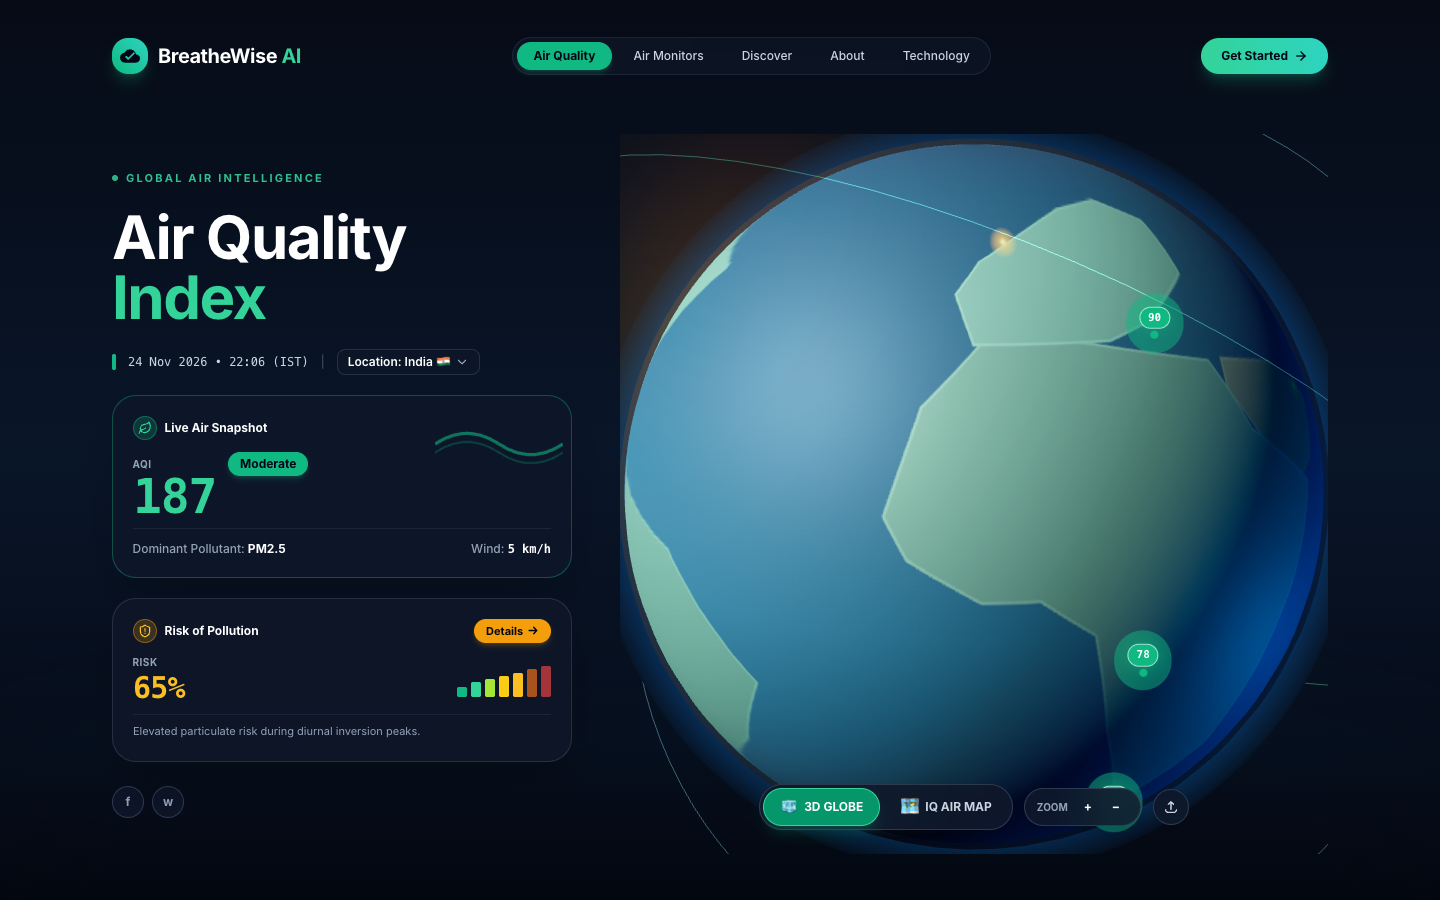 BreatheWise AI
Air Quality
Air Monitors
Discover
About
Technology
Get Started →
GLOBAL AIR INTELLIGENCE
Air Quality
Index
24 Nov 2026 • 22:06 (IST)
Location: India 🇮🇳
Live Air Snapshot
AQI
Moderate
187
Dominant Pollutant: PM2.5
Wind: 5 km/h
Risk of Pollution
Details →
RISK
65%
Elevated particulate risk during diurnal inversion peaks.
f
w
90
78
3D GLOBE
IQ AIR MAP
ZOOM + −